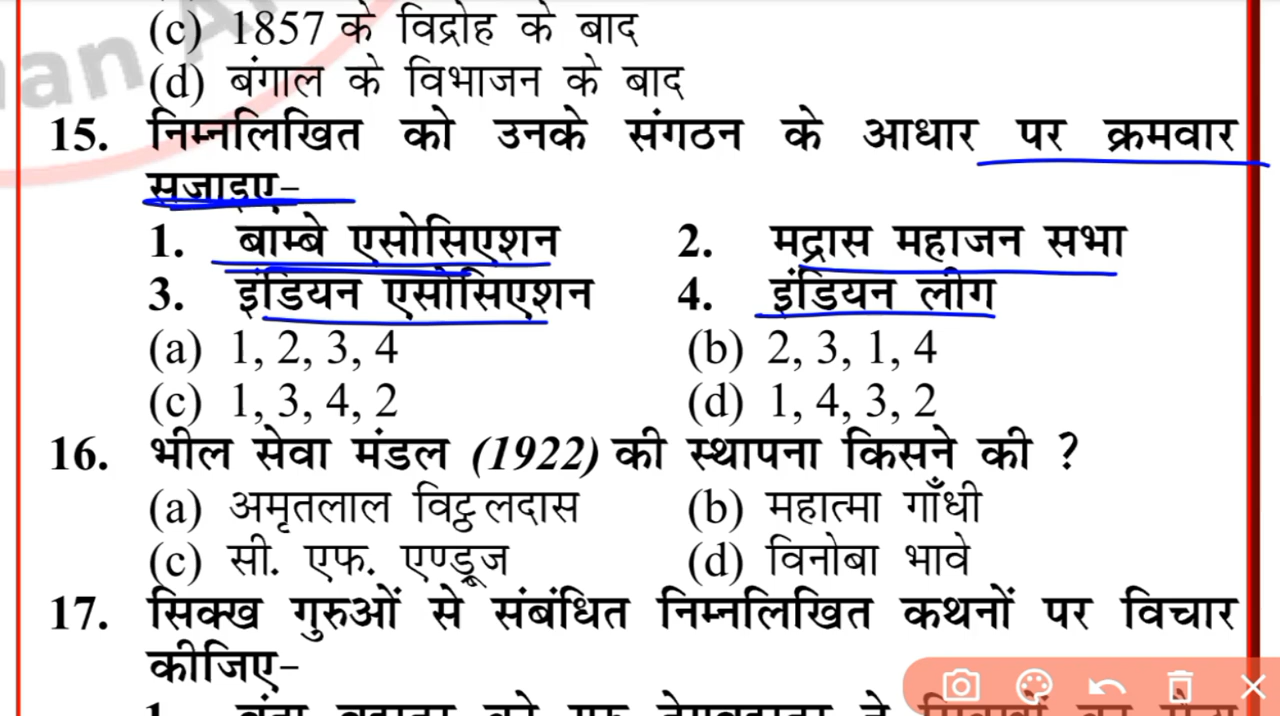 (c) 1857 के विद्रोह के बाद
(d) बंगाल के विभाजन के बाद
15. निम्नलिखित को उनके संगठन के आधार पर क्रमवार
सजाइए-
1. बाम्बे एसोसिएशन 2. मद्रास महाजन सभा
3. इंडियन एसोसिएशन 4. इंडियन लीग
(a) 1, 2, 3, 4 (b) 2, 3, 1, 4
(c) 1, 3, 4, 2 (d) 1, 4, 3, 2
16. भील सेवा मंडल (1922) की स्थापना किसने की ?
(a) अमृतलाल विट्ठलदास (b) महात्मा गाँधी
(c) सी. एफ. एण्ड्रूज (d) विनोबा भावे
17. सिक्ख गुरुओं से संबंधित निम्नलिखित कथनों पर विचार
कीजिए-